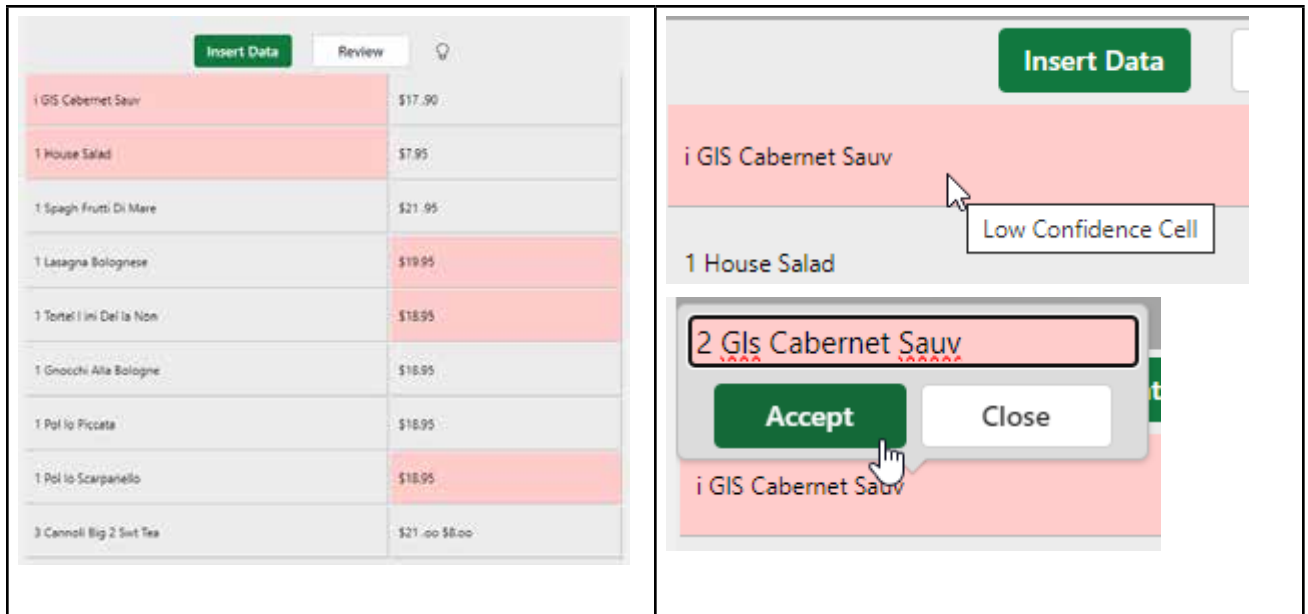 Insert Data Review
i GIS Cabernet Sauv $17 .90
1 House Salad $7.95
1 Spagh Frutti Di Mare $21 .95
1 Lasagna Bolognese $19.95
1 Tortel l ini Del la Non $18.95
1 Gnocchi Alla Bologne $18.95
1 Pol lo Piccata $18.95
1 Pol lo Scarpanello $18.95
3 Cannoli Big 2 Swt Tea $21 .oo $8.oo
Insert Data
i GIS Cabernet Sauv
Low Confidence Cell
1 House Salad
2 Gls Cabernet Sauv
Accept Close
i GIS Cabernet Sauv